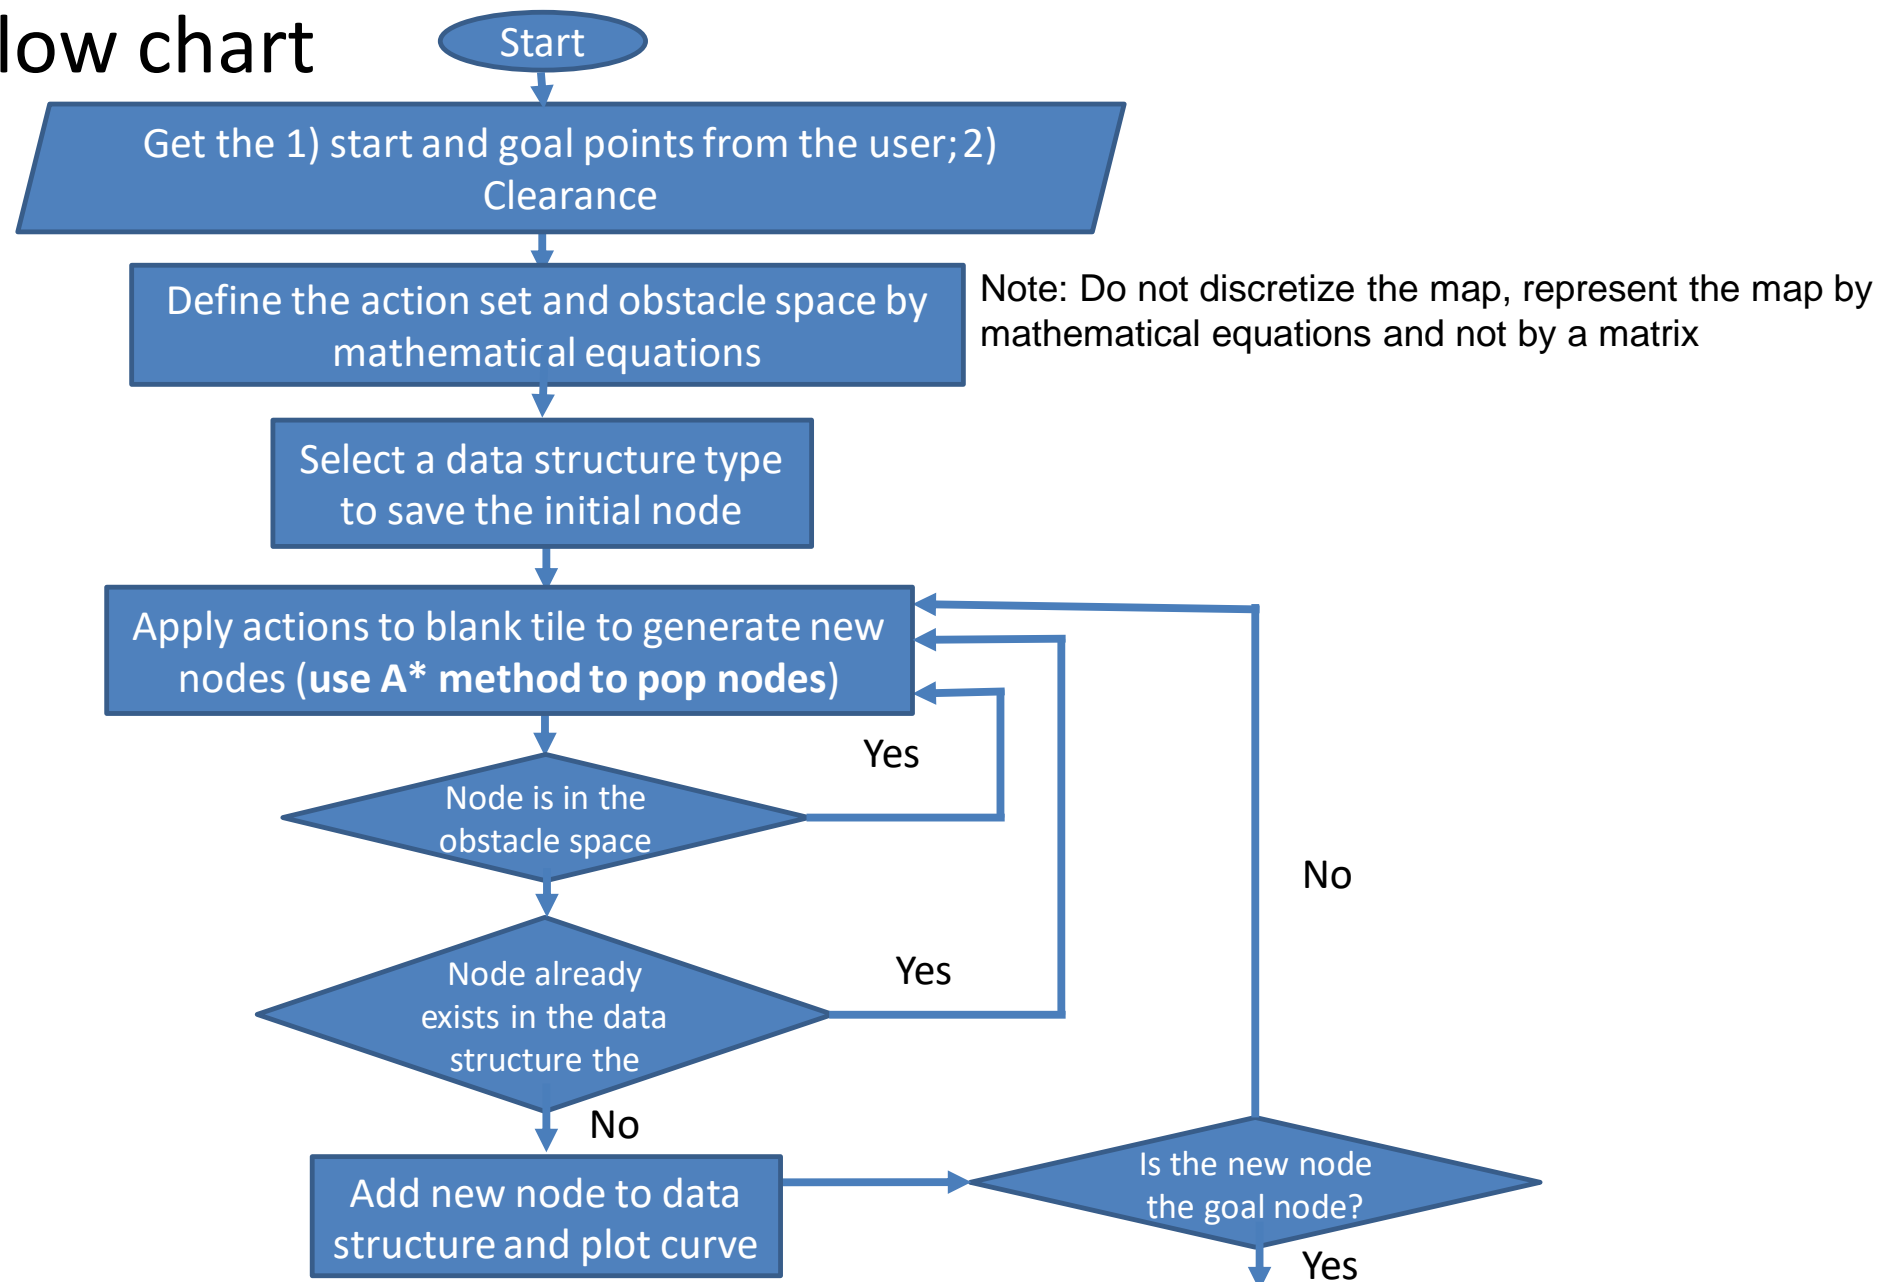 low chart
Start
Get the 1) start and goal points from the user; 2)
Clearance
Define the action set and obstacle space by
mathematical equations
Note: Do not discretize the map, represent the map by
mathematical equations and not by a matrix
Select a data structure type
to save the initial node
Apply actions to blank tile to generate new
nodes (use A* method to pop nodes)
Yes
Node is in the
obstacle space
No
Yes
Node already
exists in the data
structure the
No
Is the new node
the goal node?
Add new node to data
structure and plot curve
Yes